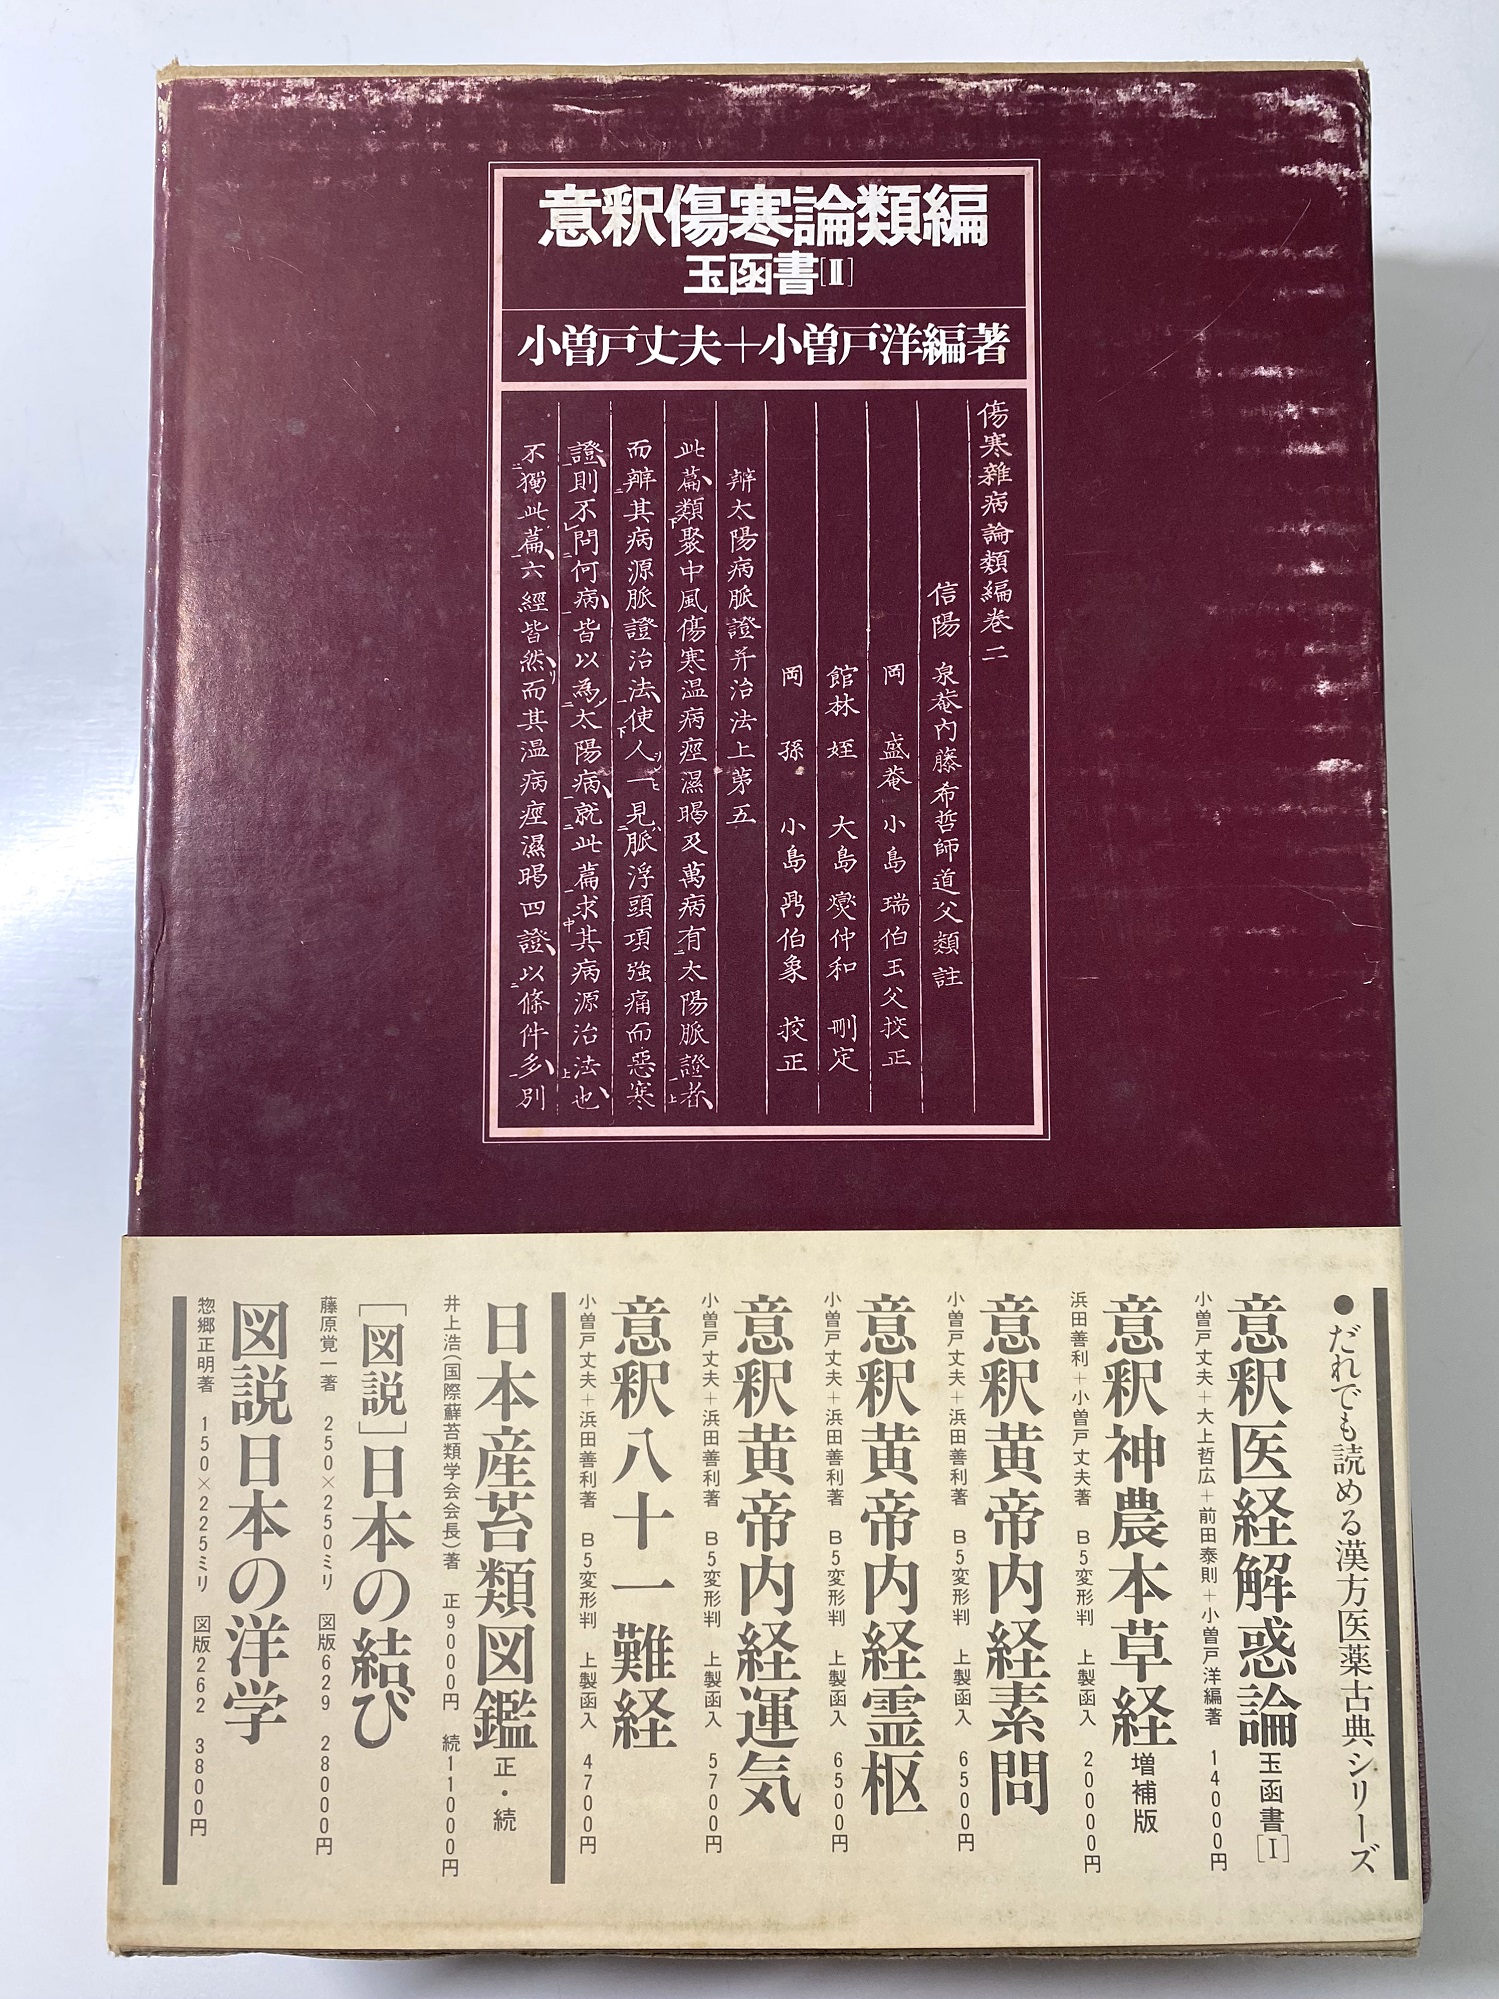 意釈傷寒論類編
玉函書[Ⅱ]
小曽戸丈夫+小曽戸洋編著
傷寒雜病論類編巻二
信陽 泉菴内藤希哲師道父類註
岡 盛菴小島瑞伯玉父挍正
館林 姪 大島燮仲和 刪定
岡 孫 小島 伯象 挍正
辨太陽病脈證并治法上第五
此篇類聚中風傷寒温病痙濕暍及萬病有二太陽脈證者一上
而辨二其病源脈證治法一使下人一見二脈浮頭項強痛而惡寒
證則不問二何病一皆以為二太陽病一就二此篇一求中其病源治法上也
不二獨此篇一六經皆然而其温病痙濕暍四證以二條件多一別
●だれでも読める漢方医薬古典シリーズ
意釈医経解惑論 玉函書[Ⅰ]
小曽戸丈夫+大上哲広+前田泰則+小曽戸洋編著 14000円
意釈神農本草経 増補版
浜田善利+小曽戸丈夫著 B5変形判 上製函入 20000円
意釈黄帝内経素問
小曽戸丈夫+浜田善利著 B5変形判 上製函入 6500円
意釈黄帝内経霊枢
小曽戸丈夫+浜田善利著 B5変形判 上製函入 6500円
意釈黄帝内経運気
小曽戸丈夫+浜田善利著 B5変形判 上製函入 5700円
意釈八十一難経
小曽戸丈夫+浜田善利著 B5変形判 上製函入 4700円
日本産苔類図鑑 正・続
井上浩(国際蘚苔類学会会長)著 正9000円 続11000円
[図説]日本の結び
藤原覚一著 250×250ミリ 図版629 28000円
図説日本の洋学
惣郷正明著 150×225ミリ 図版262 3800円